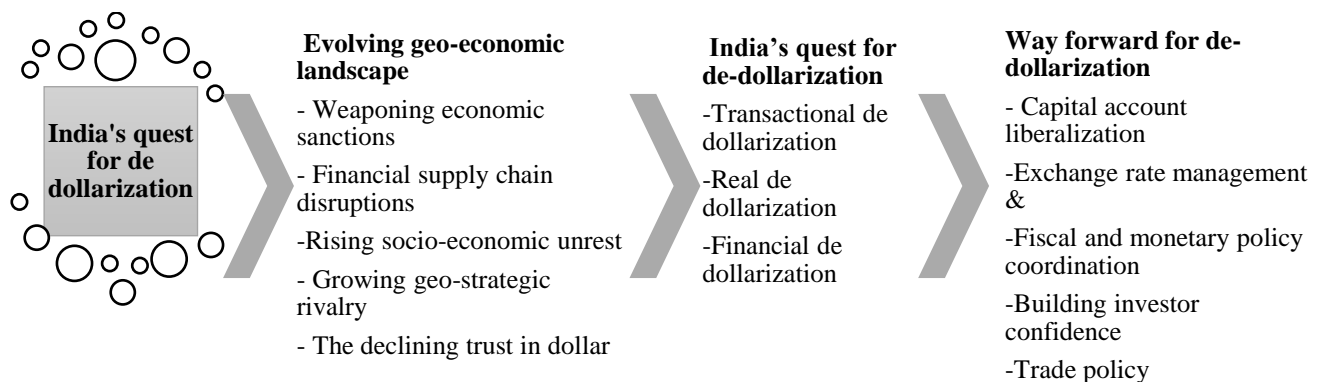 India's quest
for de
dollarization
Evolving geo-economic
landscape
- Weaponing economic
sanctions
- Financial supply chain
disruptions
-Rising socio-economic unrest
- Growing geo-strategic
rivalry
- The declining trust in dollar
India’s quest for
de-dollarization
-Transactional de
dollarization
-Real de
dollarization
-Financial de
dollarization
Way forward for de-
dollarization
- Capital account
liberalization
-Exchange rate management
&
-Fiscal and monetary policy
coordination
-Building investor
confidence
-Trade policy